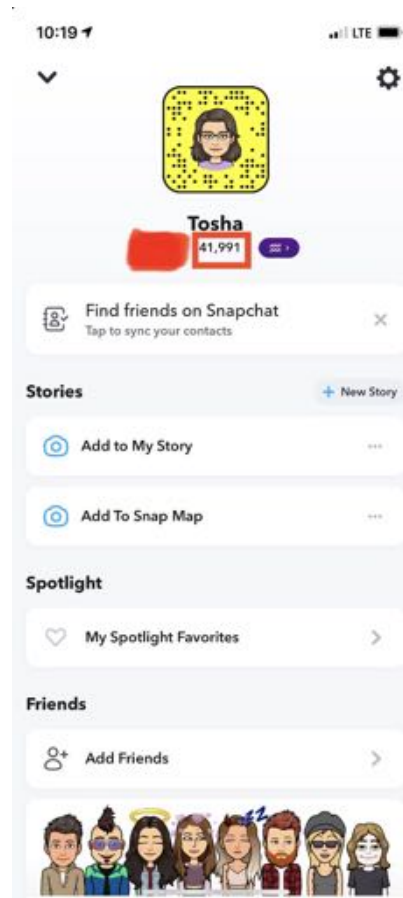 10:19
LTE
Tosha
41,991
Find friends on Snapchat
Tap to sync your contacts
Stories
+ New Story
Add to My Story
Add To Snap Map
Spotlight
My Spotlight Favorites
Friends
Add Friends